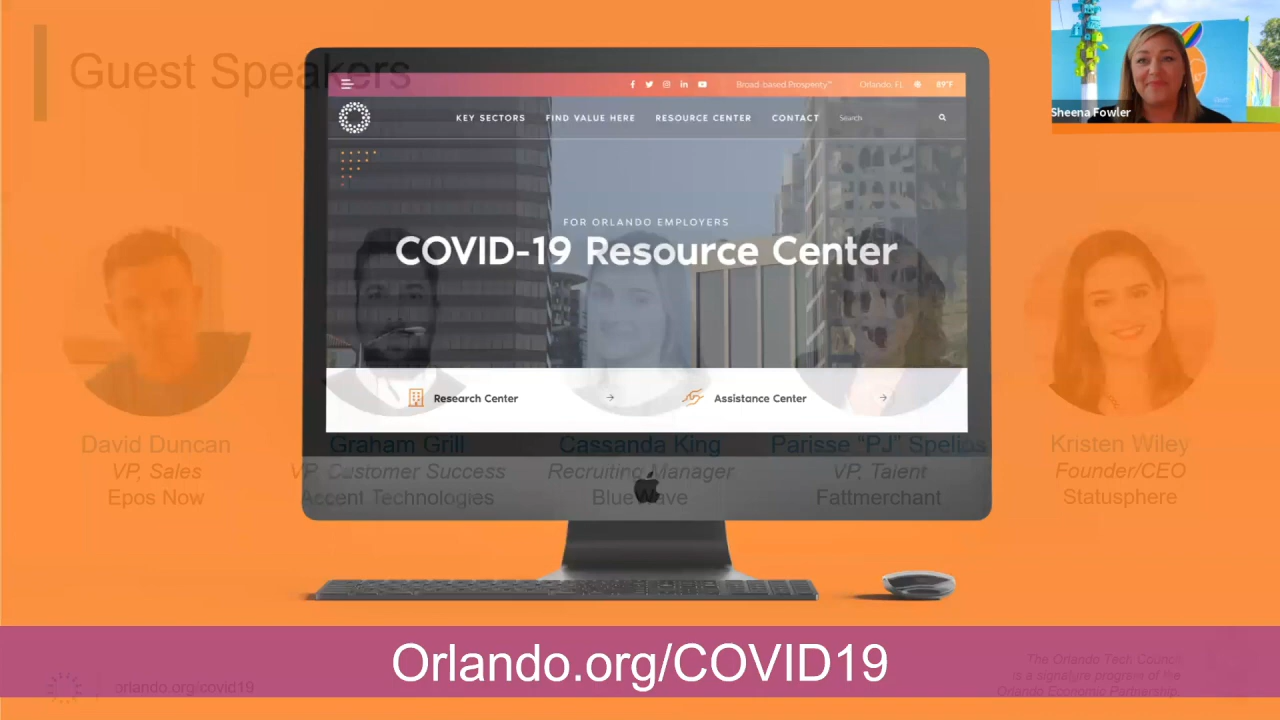 Guest Speakers
Sheena Fowler
Broad-based Prosperity™
Orlando, FL
89°F
KEY SECTORS
FIND VALUE HERE
RESOURCE CENTER
CONTACT
Search
FOR ORLANDO EMPLOYERS
COVID-19 Resource Center
Research Center
Assistance Center
David Duncan
VP, Sales
Epos Now
Graham Grill
VP, Customer Success
Accent Technologies
Cassanda King
Recruiting Manager
BlueWave
Parisse “PJ” Spelios
VP, Talent
Fattmerchant
Kristen Wiley
Founder/CEO
Statusphere
Orlando.org/COVID19
orlando.org/covid19
The Orlando Tech Council
is a signature program of the
Orlando Economic Partnership.